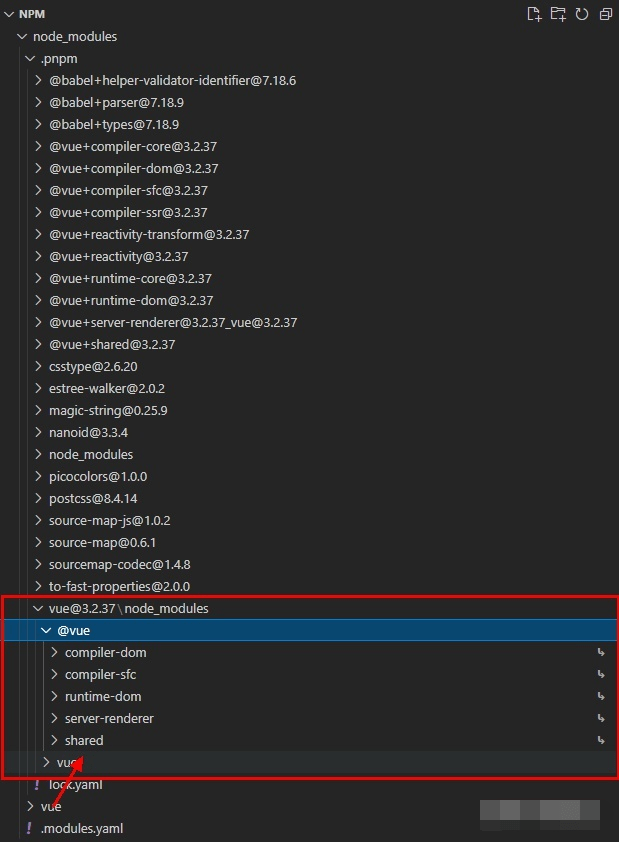 NPM
node_modules
.pnpm
@babel+helper-validator-identifier@7.18.6
@babel+parser@7.18.9
@babel+types@7.18.9
@vue+compiler-core@3.2.37
@vue+compiler-dom@3.2.37
@vue+compiler-sfc@3.2.37
@vue+compiler-ssr@3.2.37
@vue+reactivity-transform@3.2.37
@vue+reactivity@3.2.37
@vue+runtime-core@3.2.37
@vue+runtime-dom@3.2.37
@vue+server-renderer@3.2.37_vue@3.2.37
@vue+shared@3.2.37
csstype@2.6.20
estree-walker@2.0.2
magic-string@0.25.9
nanoid@3.3.4
node_modules
picocolors@1.0.0
postcss@8.4.14
source-map-js@1.0.2
source-map@0.6.1
sourcemap-codec@1.4.8
to-fast-properties@2.0.0
vue@3.2.37\node_modules
@vue
compiler-dom
compiler-sfc
runtime-dom
server-renderer
shared
vue
! lock.yaml
vue
! .modules.yaml